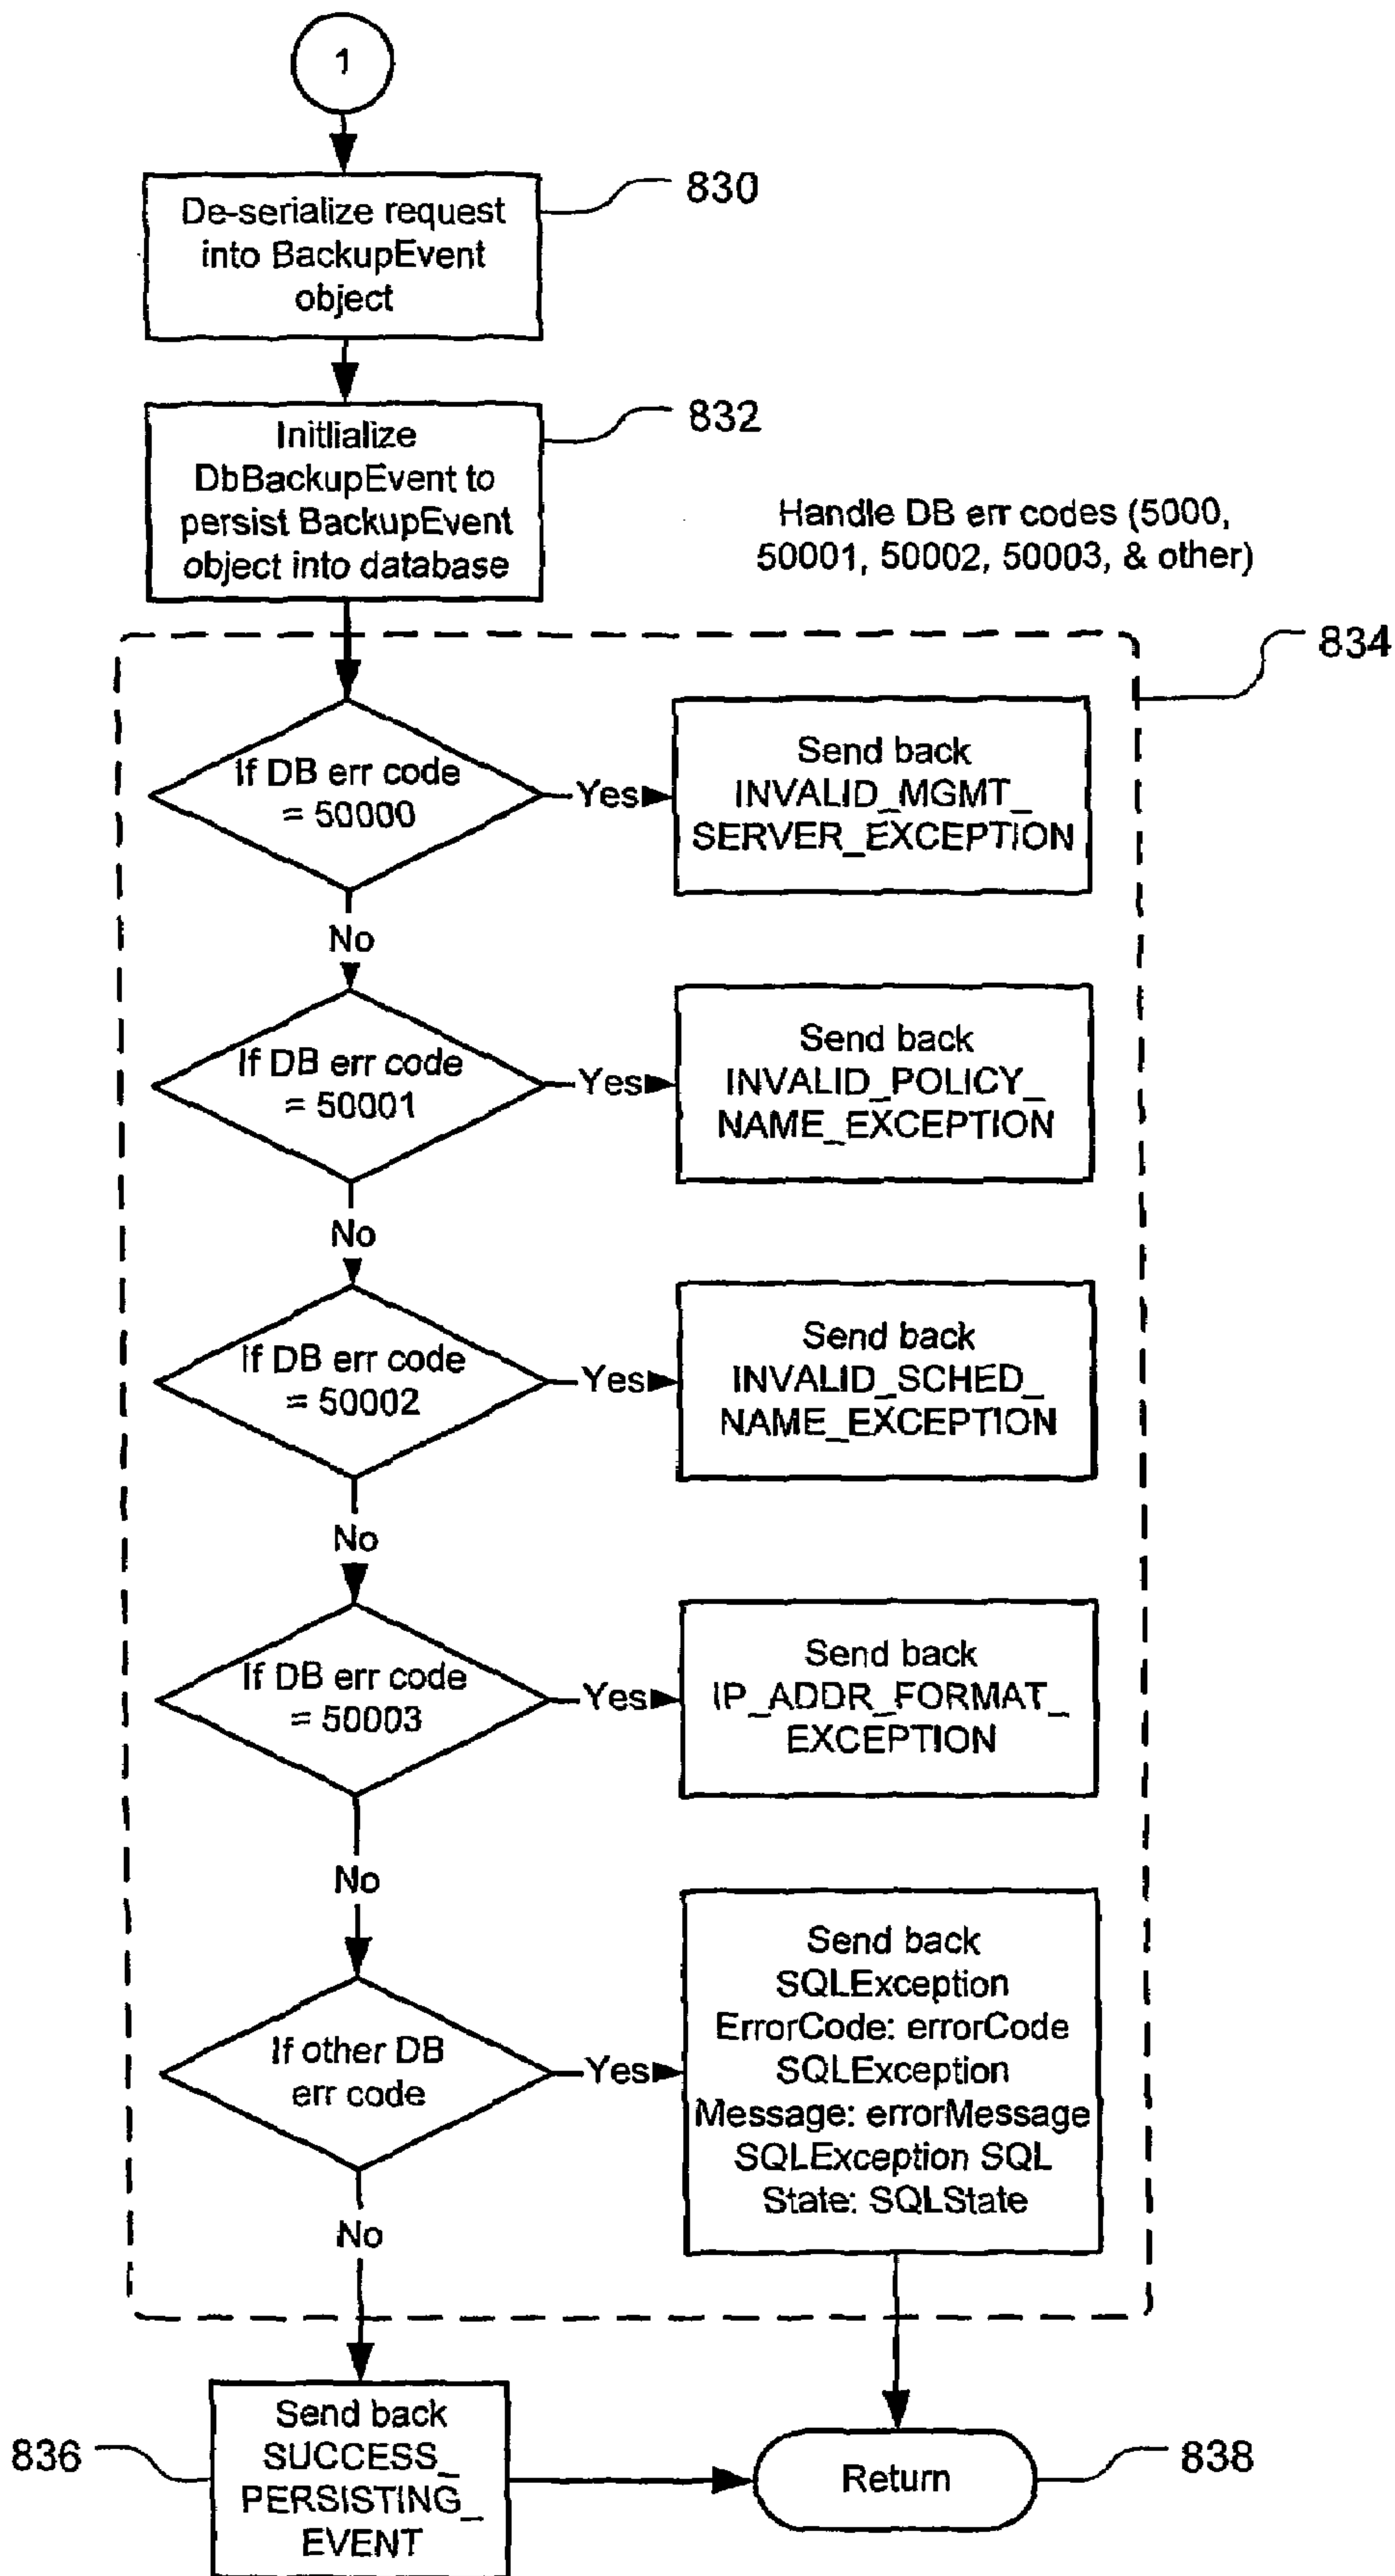 1
De-serialize request
into BackupEvent
object
830
Initlialize
DbBackupEvent to
persist BackupEvent
object into database
832
Handle DB err codes (5000,
50001, 50002, 50003, & other)
834
If DB err code
= 50000
Yes
Send back
INVALID_MGMT_
SERVER_EXCEPTION
No
If DB err code
= 50001
Yes
Send back
INVALID_POLICY_
NAME_EXCEPTION
No
If DB err code
= 50002
Yes
Send back
INVALID_SCHED_
NAME_EXCEPTION
No
If DB err code
= 50003
Yes
Send back
IP_ADDR_FORMAT_
EXCEPTION
No
If other DB
err code
Yes
Send back
SQLException
ErrorCode: errorCode
SQLException
Message: errorMessage
SQLException SQL
State: SQLState
No
836
Send back
SUCCESS_
PERSISTING_
EVENT
Return
838